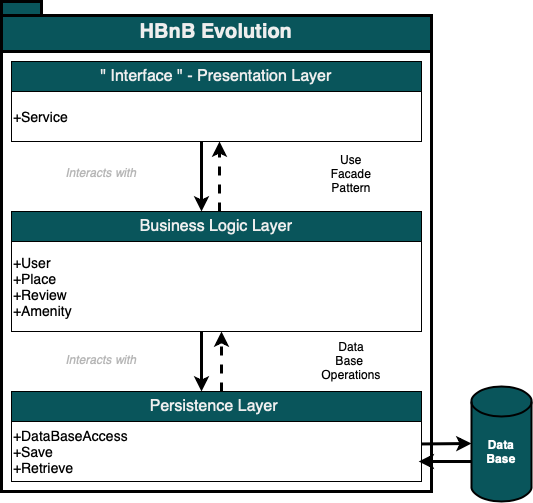 HBnB Evolution
" Interface " - Presentation Layer
+Service
Interacts with
Use
Facade
Pattern
Business Logic Layer
+User
+Place
+Review
+Amenity
Interacts with
Data
Base
Operations
Persistence Layer
+DataBaseAccess
+Save
+Retrieve
Data
Base